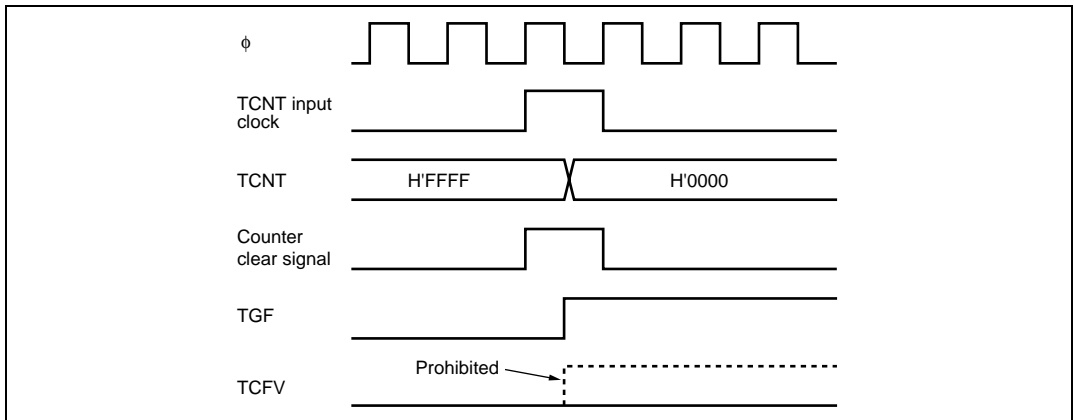 ϕ
TCNT input
clock
TCNT
H'FFFF
H'0000
Counter
clear signal
TGF
Prohibited
TCFV